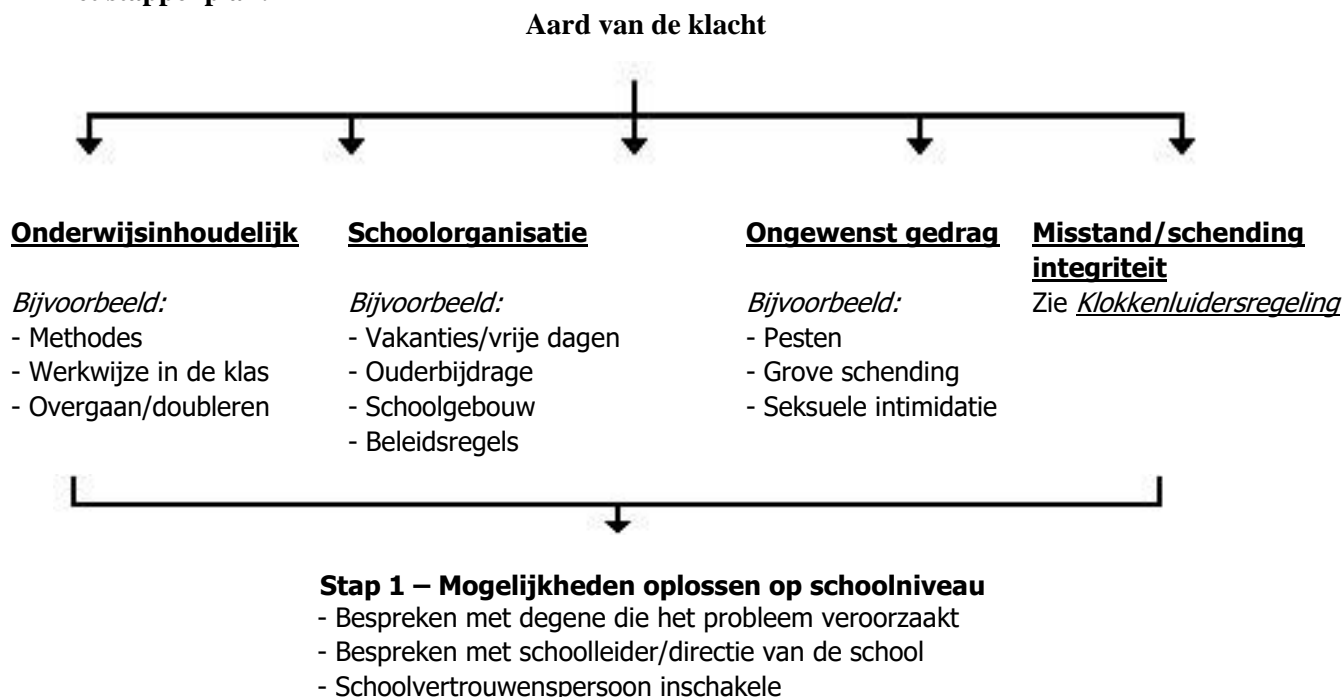 Aard van de klacht
Onderwijsinhoudelijk
Bijvoorbeeld:
- Methodes
- Werkwijze in de klas
- Overgaan/doubleren
Schoolorganisatie
Bijvoorbeeld:
- Vakanties/vrije dagen
- Ouderbijdrage
- Schoolgebouw
- Beleidsregels
Ongewenst gedrag
Bijvoorbeeld:
- Pesten
- Grove schending
- Seksuele intimidatie
Misstand/schending
integriteit
Zie Klokkenluidersregeling
Stap 1 – Mogelijkheden oplossen op schoolniveau
- Bespreken met degene die het probleem veroorzaakt
- Bespreken met schoolleider/directie van de school
- Schoolvertrouwenspersoon inschakele